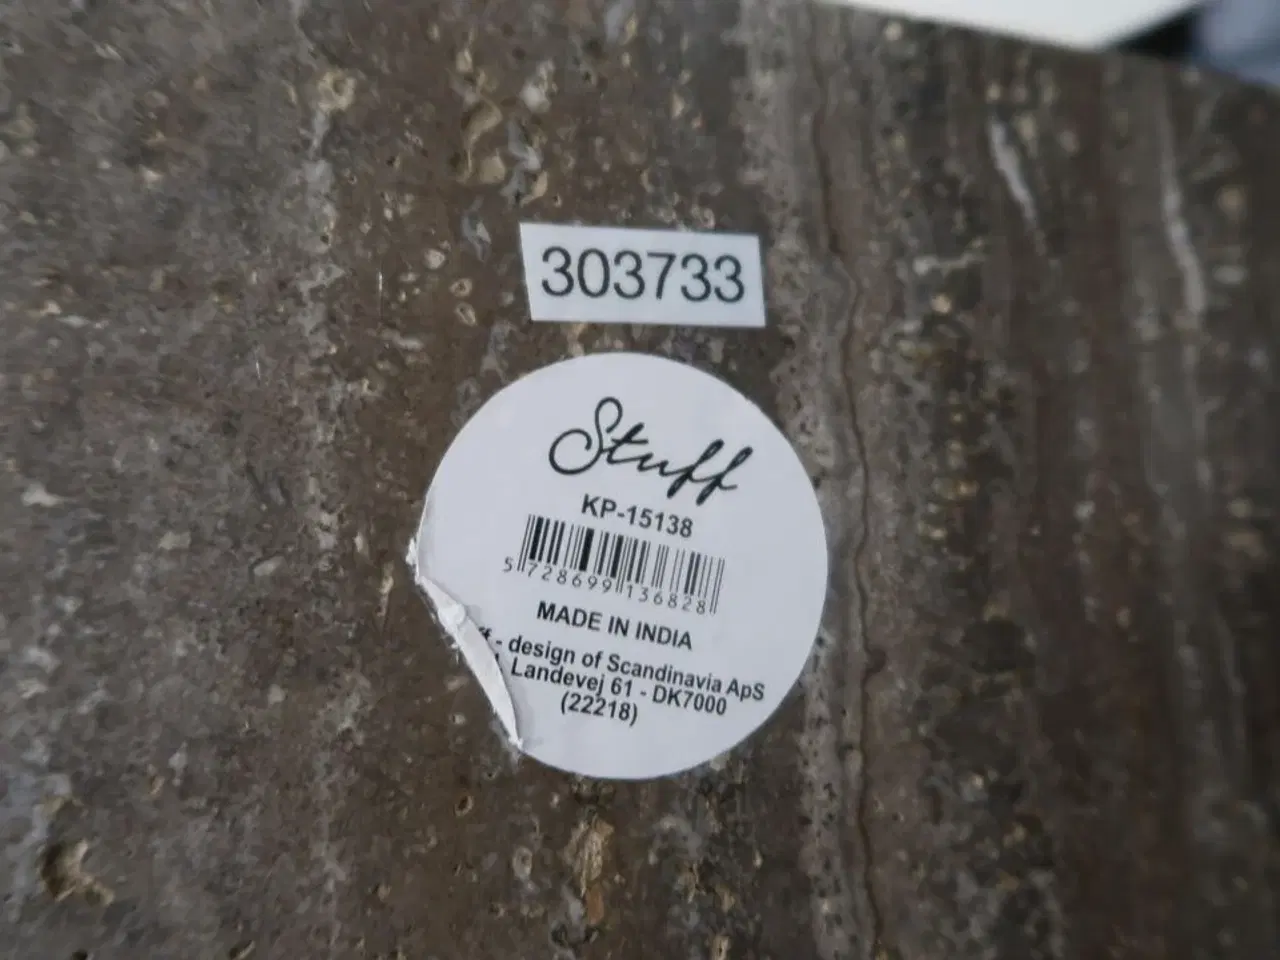 303733
Stuff
KP-15138
5 728699 136828
MADE IN INDIA
- design of Scandinavia ApS
Landevej 61 - DK7000
(22218)